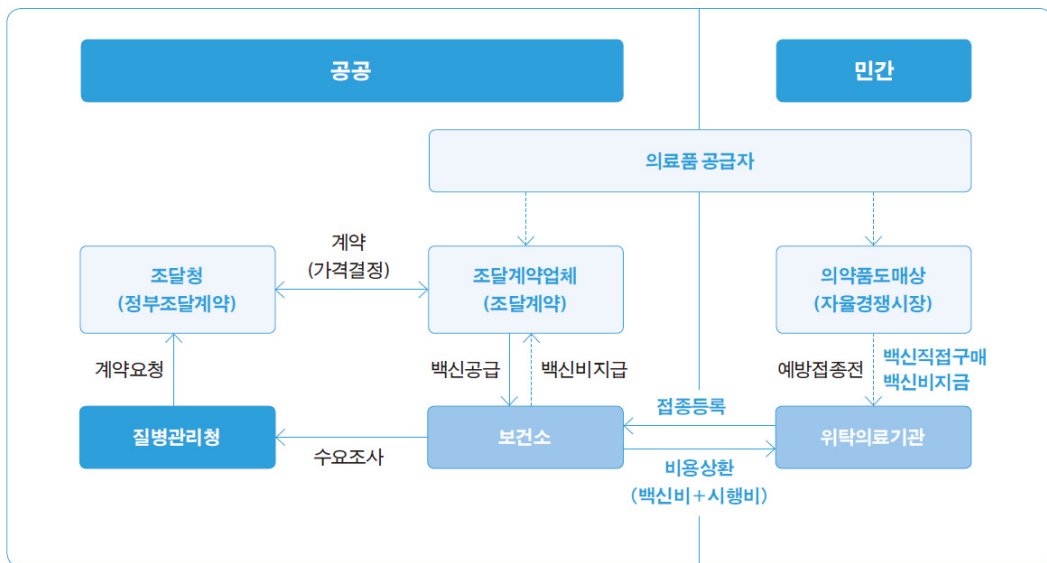 공공
민간
의료품 공급자
계약
(가격결정)
조달청
(정부조달계약)
조달계약업체
(조달계약)
의약품도매상
(자율경쟁시장)
계약요청
백신공급
백신비지급
예방접종전
백신직접구매
백신비지금
접종등록
질병관리청
보건소
위탁의료기관
수요조사
비용상환
(백신비+시행비)